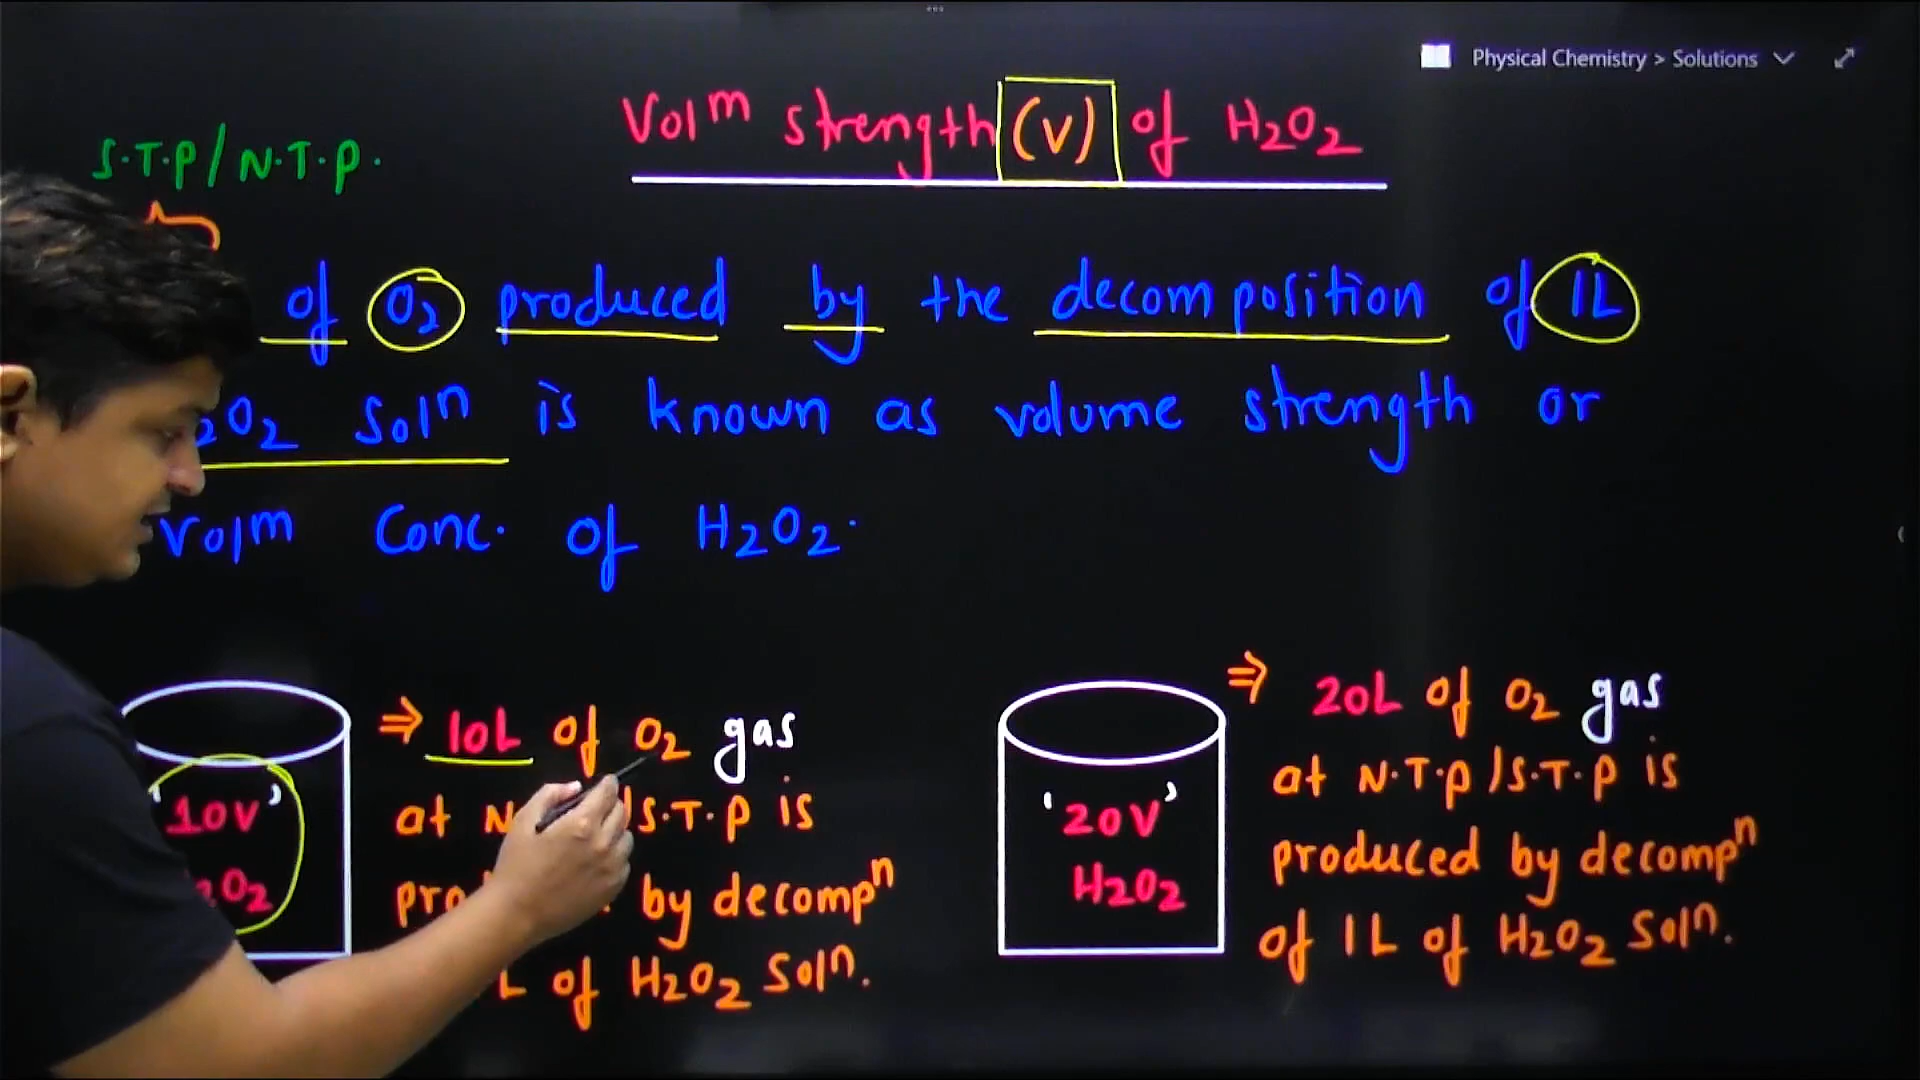 Physical Chemistry > Solutions
Volm strength (V) of H2O2
S.T.P/N.T.P.
of O2 produced by the decomposition of 1L
2O2 Soln is known as volume strength or
Volm Conc. of H2O2.
⇒ 10L of O2 gas
at N /S.T.P is
by decompn
L of H2O2 Soln.
'10V'
2O2
⇒ 20L of O2 gas
at N.T.P/S.T.P is
produced by decompn
of 1L of H2O2 Soln.
'20V'
H2O2